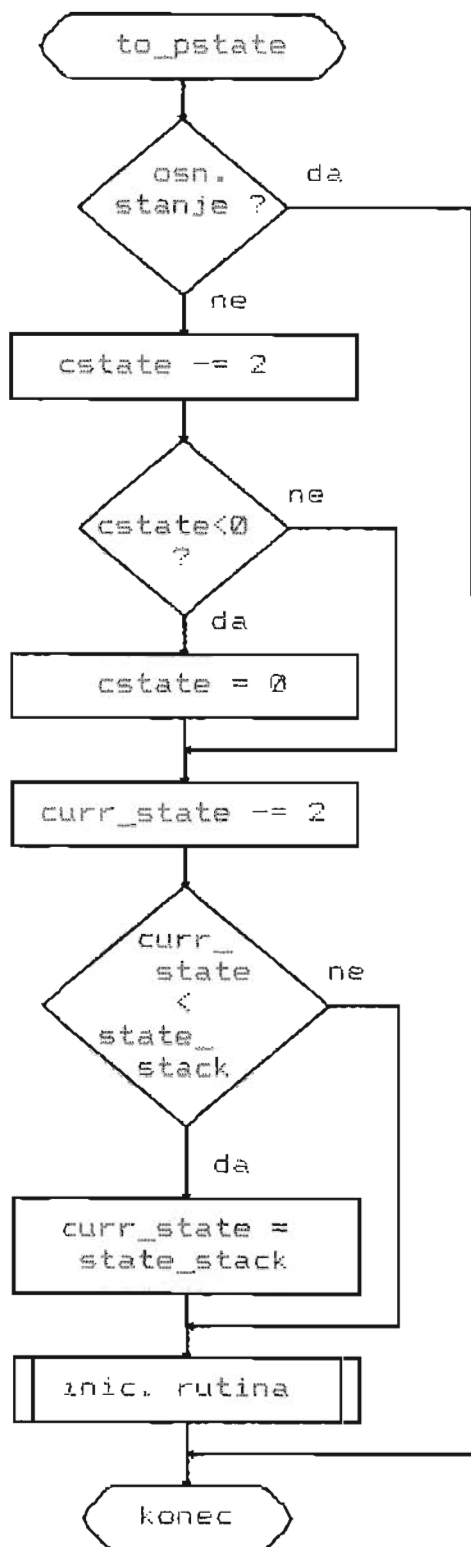 to_pstate
osn.
stanje ?
da
ne
cstate -= 2
cstate<0
?
ne
da
cstate = 0
curr_state -= 2
curr_
state
<
state_
stack
ne
da
curr_state =
state_stack
inic. rutina
konec